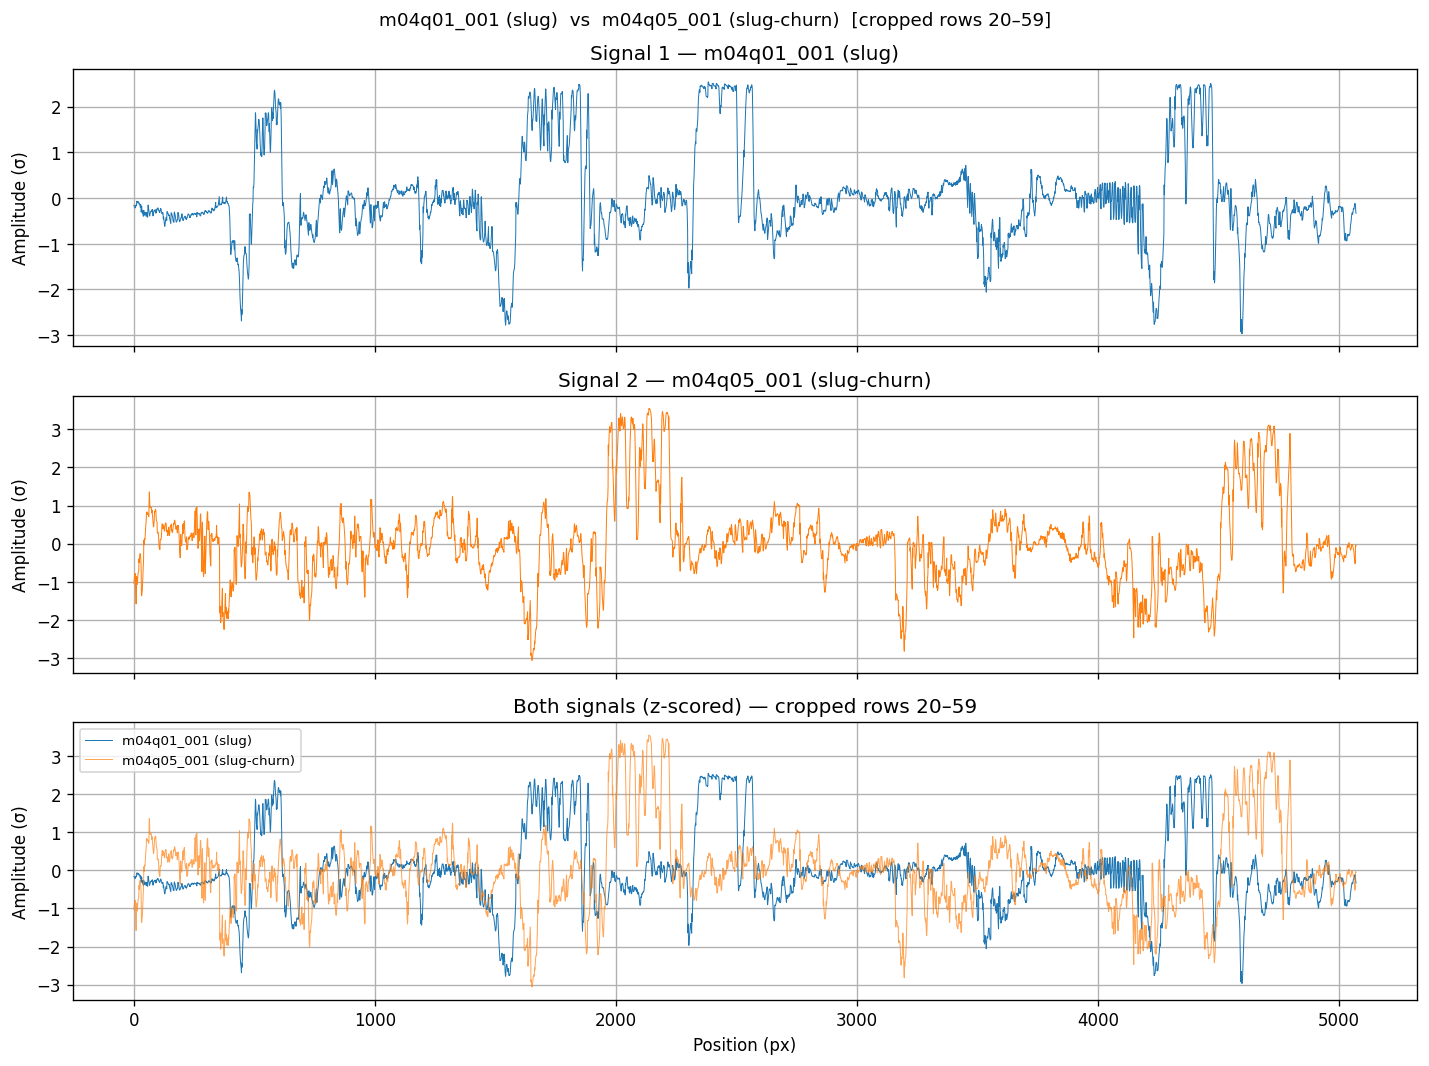 m04q01_001 (slug)  vs  m04q05_001 (slug-churn)  [cropped rows 20–59]
Signal 1 — m04q01_001 (slug)
Amplitude (σ)
2
1
0
−1
−2
−3
Signal 2 — m04q05_001 (slug-churn)
Amplitude (σ)
3
2
1
0
−1
−2
−3
Both signals (z-scored) — cropped rows 20–59
m04q01_001 (slug)
m04q05_001 (slug-churn)
Amplitude (σ)
3
2
1
0
−1
−2
−3
0 1000 2000 3000 4000 5000
Position (px)